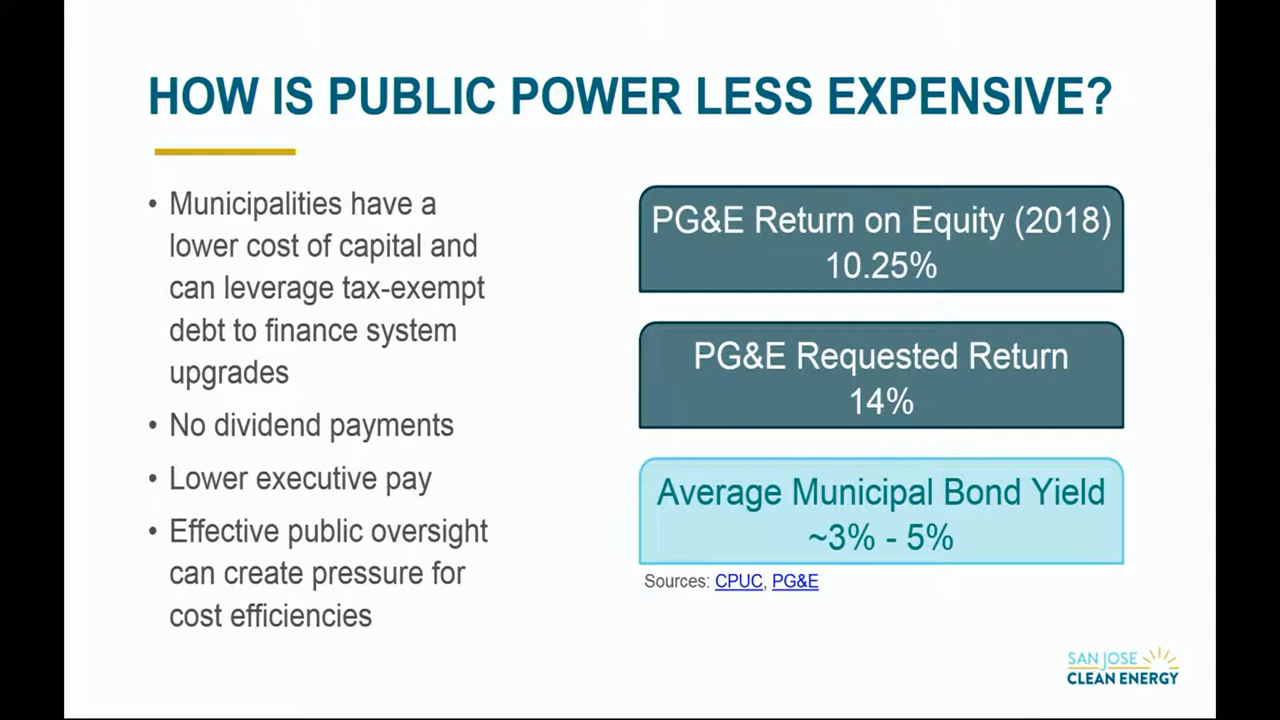 HOW IS PUBLIC POWER LESS EXPENSIVE?
• Municipalities have a
lower cost of capital and
can leverage tax-exempt
debt to finance system
upgrades
• No dividend payments
• Lower executive pay
• Effective public oversight
can create pressure for
cost efficiencies
PG&E Return on Equity (2018)
10.25%
PG&E Requested Return
14%
Average Municipal Bond Yield
~3% - 5%
Sources: CPUC, PG&E
SAN JOSE
CLEAN ENERGY